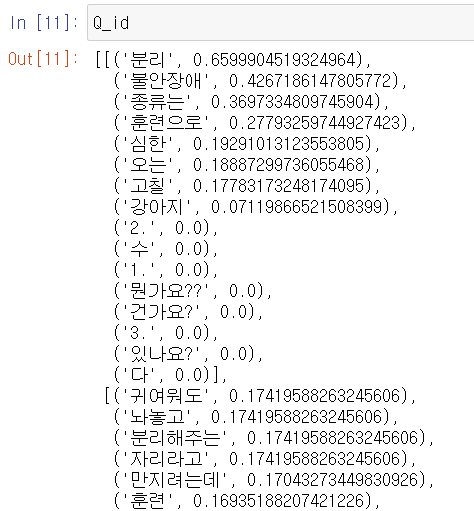 In [11]: Q_id
Out[11]: [[('분리', 0.6599904519324964),
('불안장애', 0.4267186147805772),
('종류는', 0.3697334809745904),
('훈련으로', 0.27793259744927423),
('심한', 0.19291013123553805),
('오는', 0.18887299736055468),
('고칠', 0.17783173248174095),
('강아지', 0.07119866521508399),
('2.', 0.0),
('수', 0.0),
('1.', 0.0),
('뭔가요??', 0.0),
('건가요?', 0.0),
('3.', 0.0),
('있나요?', 0.0),
('다', 0.0)],
[('귀여워도', 0.17419588263245606),
('놔놓고', 0.17419588263245606),
('분리해주는', 0.17419588263245606),
('자리라고', 0.17419588263245606),
('만지려는데', 0.17043273449830926),
('훈련', 0.16935188207421226),